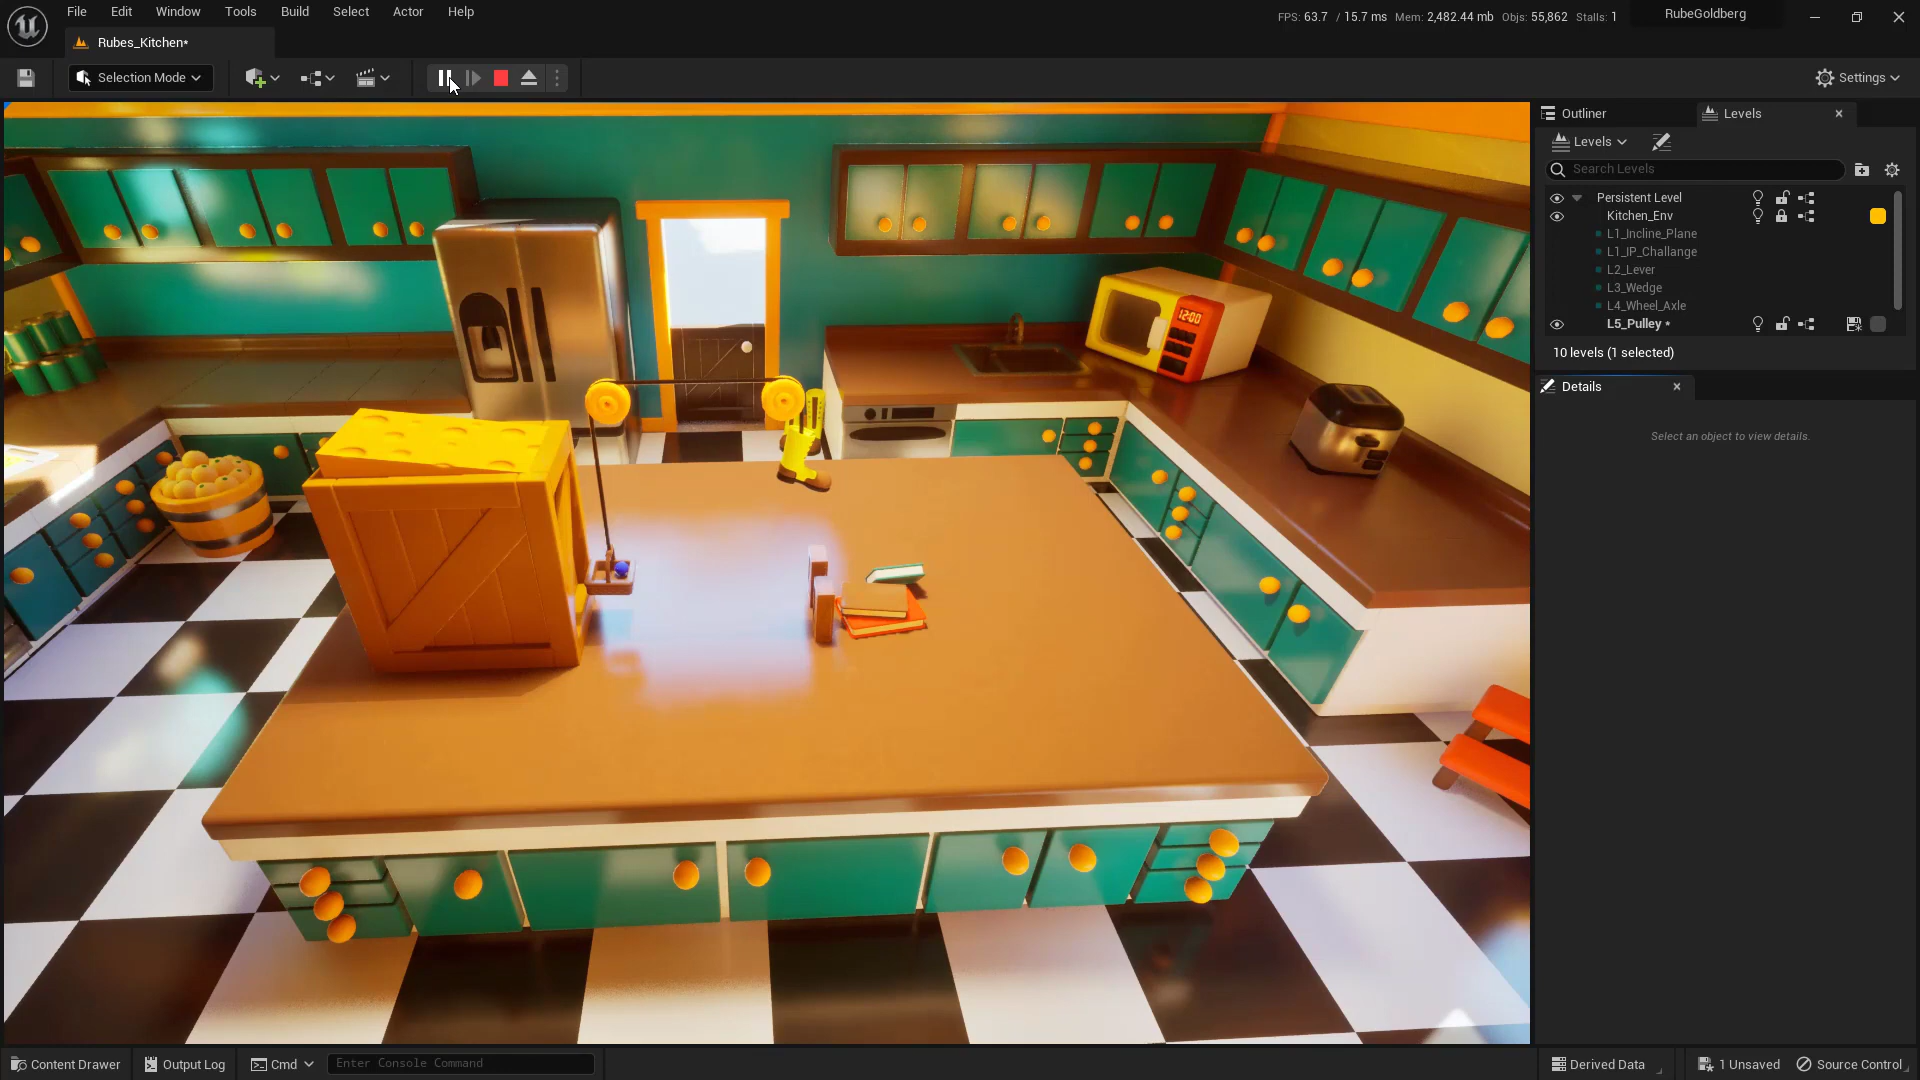 File Edit Window Tools Build Select Actor Help
FPS: 63.7 / 15.7 ms Mem: 2,482.44 mb Objs: 55,862 Stalls: 1
RubeGoldberg
Rubes_Kitchen*
Selection Mode
Settings
Outliner
Levels
Levels
Search Levels
Persistent Level
Kitchen_Env
L1_Incline_Plane
L1_IP_Challange
L2_Lever
L3_Wedge
L4_Wheel_Axle
L5_Pulley *
10 levels (1 selected)
Details
Select an object to view details.
12:00
Content Drawer
Output Log
Cmd
Enter Console Command
Derived Data
1 Unsaved
Source Control